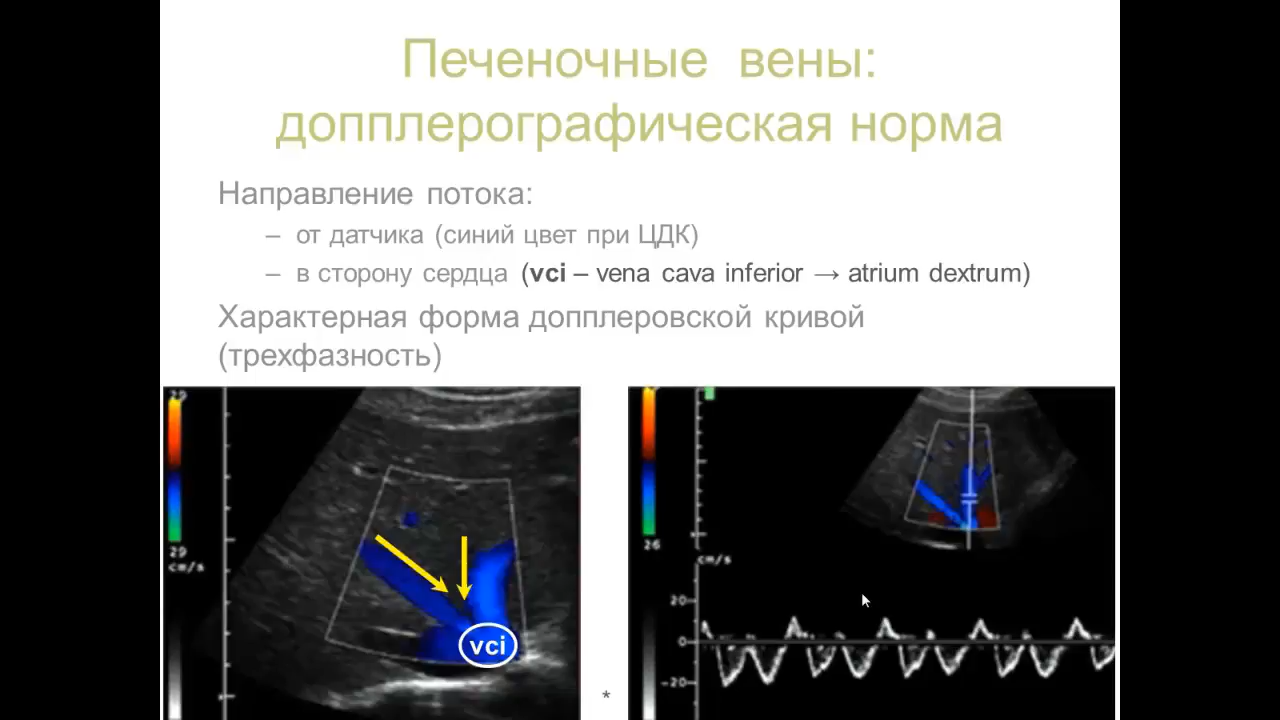 Печеночные вены:
допплерографическая норма
Направление потока:
– от датчика (синий цвет при ЦДК)
– в сторону сердца (vci – vena cava inferior → atrium dextrum)
Характерная форма допплеровской кривой
(трехфазность)
29
29
cm/s
vci
*
26
cm/s
20
0
-20